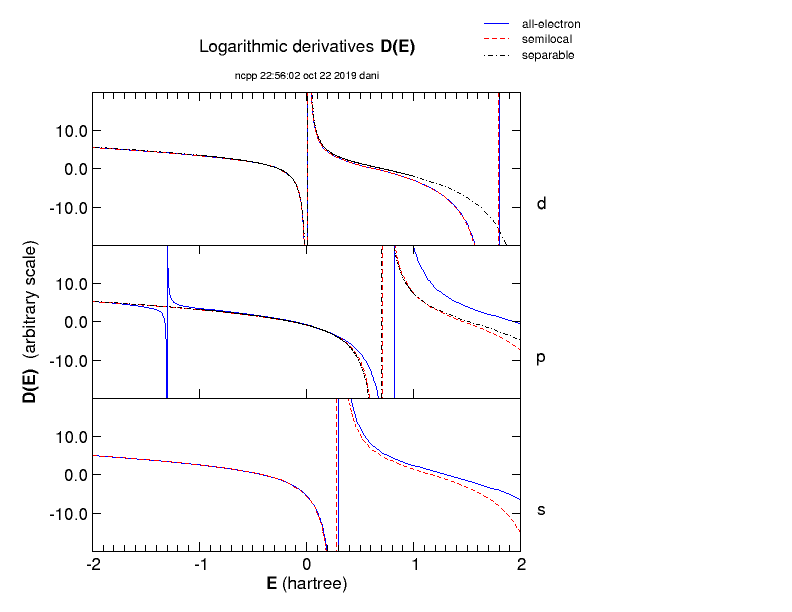 all-electron
semilocal
separable
Logarithmic derivatives D(E)
ncpp 22:56:02 oct 22 2019 dani
10.0
0.0
-10.0
d
10.0
0.0
-10.0
p
10.0
0.0
-10.0
s
D(E) (arbitrary scale)
-2 -1 0 1 2
E (hartree)